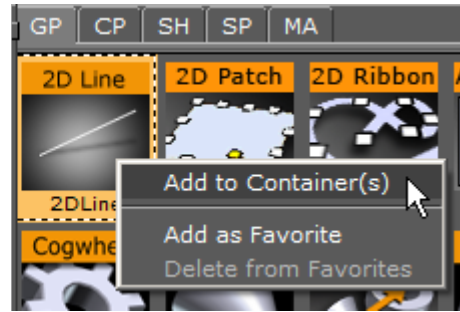 GP CP SH SP MA
2D Line 2D Patch 2D Ribbon
Add to Container(s)
2DLine
Add as Favorite
Delete from Favorites